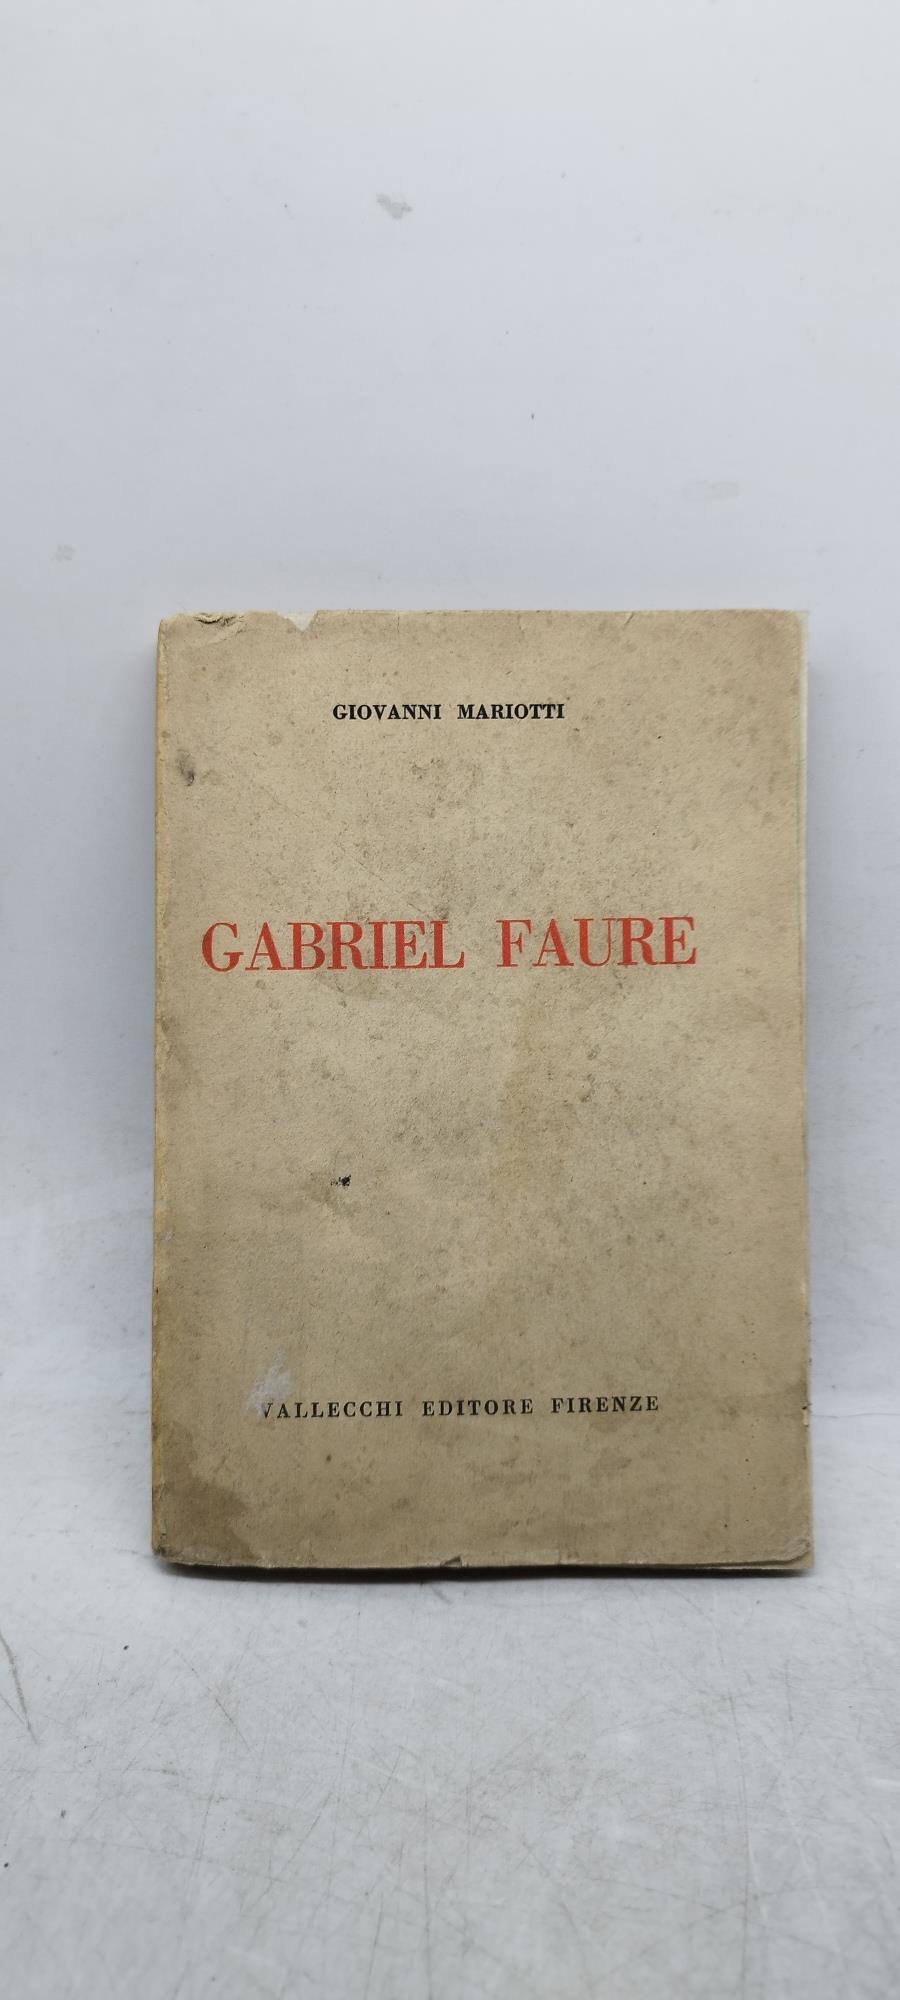 GIOVANNI MARIOTTI
GABRIEL FAURE
VALLECCHI EDITORE FIRENZE